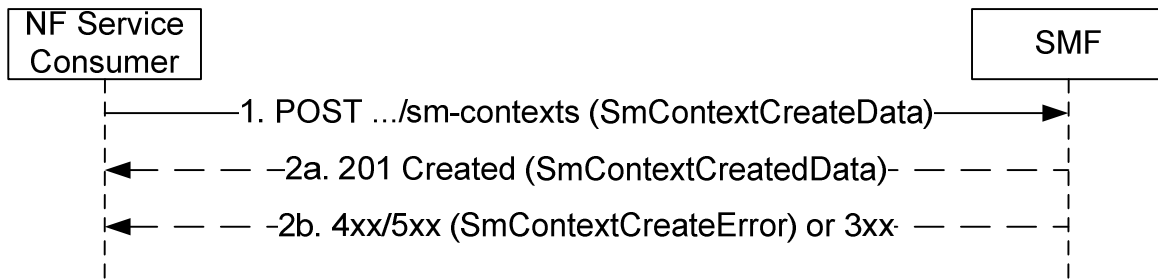 NF Service
Consumer
SMF
1. POST .../sm-contexts (SmContextCreateData)
2a. 201 Created (SmContextCreatedData)
2b. 4xx/5xx (SmContextCreateError) or 3xx